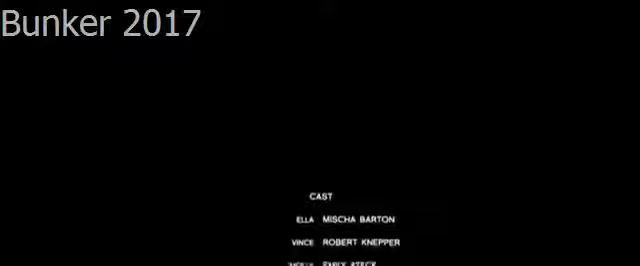 Bunker 2017
CAST
ELLA MISCHA BARTON
VINCE ROBERT KNEPPER